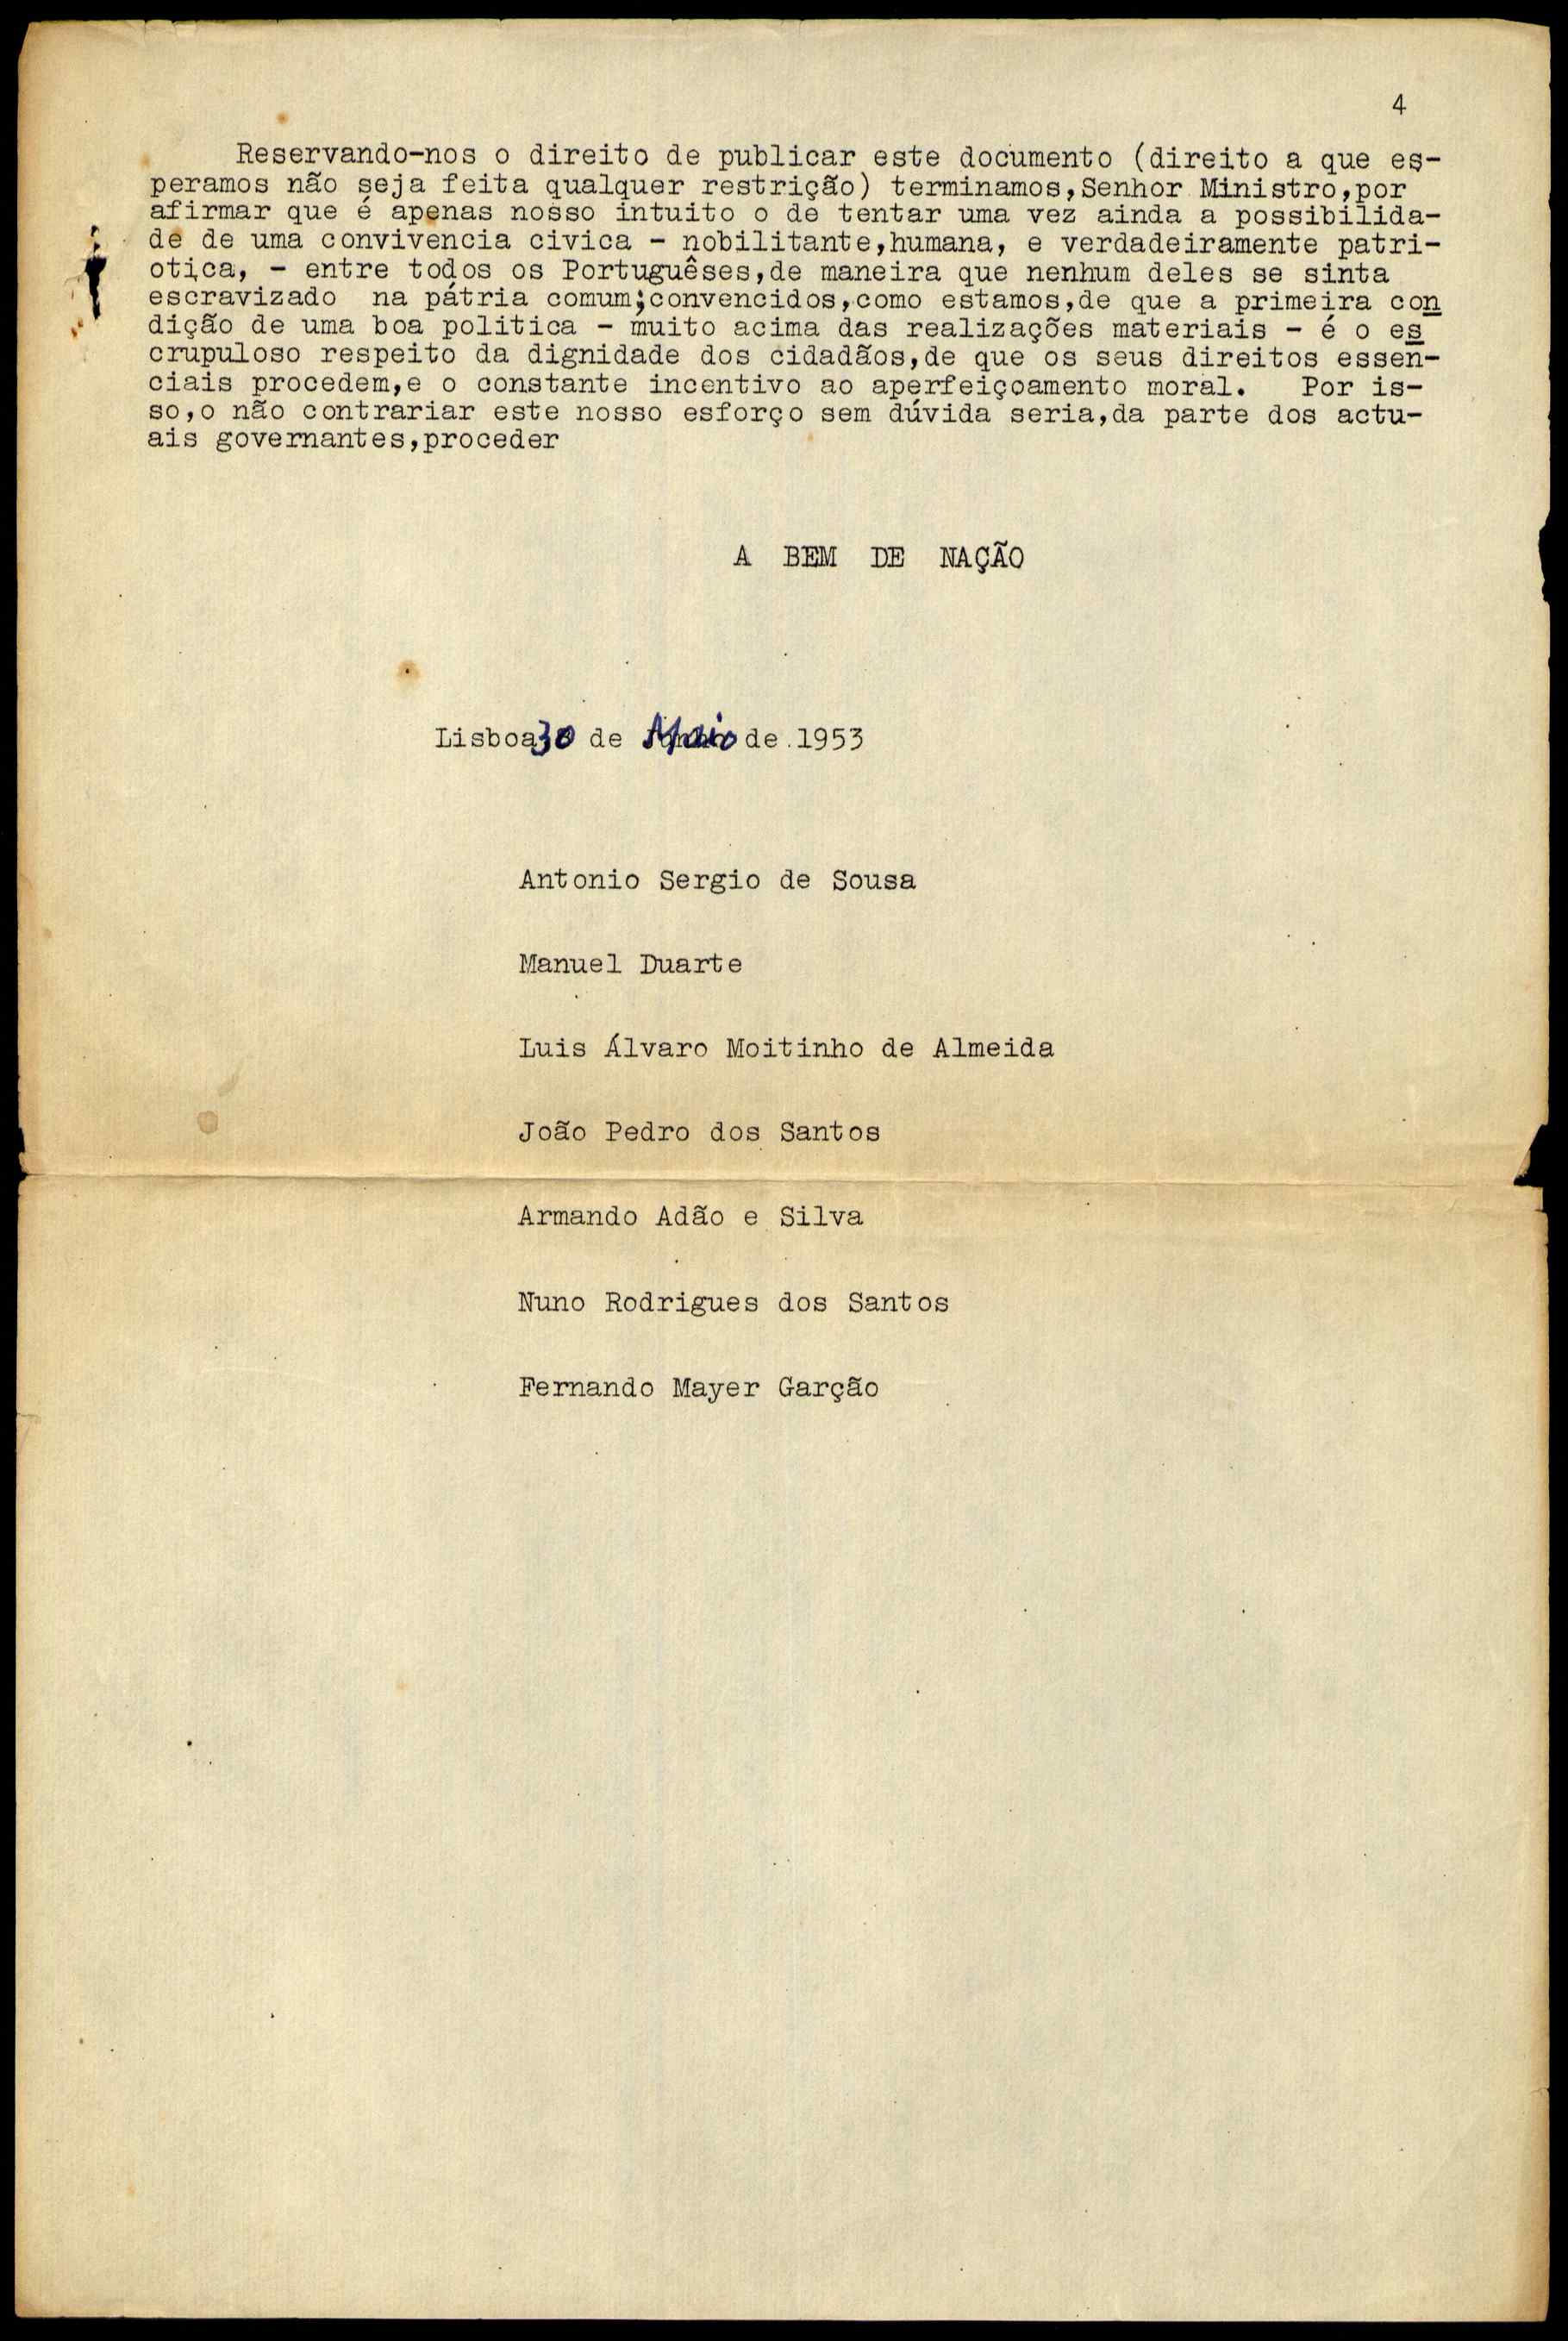 4
Reservando-nos o direito de publicar este documento (direito a que es-
peramos não seja feita qualquer restrição) terminamos,Senhor Ministro,por
afirmar que é apenas nosso intuito o de tentar uma vez ainda a possibilida-
de de uma convivencia civica - nobilitante,humana, e verdadeiramente patri-
otica, - entre todos os Portuguêses,de maneira que nenhum deles se sinta
escravizado na pátria comum;convencidos,como estamos,de que a primeira con
dição de uma boa politica - muito acima das realizações materiais - é o es
crupuloso respeito da dignidade dos cidadãos,de que os seus direitos essen-
ciais procedem,e o constante incentivo ao aperfeiçoamento moral. Por is-
so,o não contrariar este nosso esforço sem dúvida seria,da parte dos actu-
ais governantes,proceder
A BEM DE NAÇÃO
Lisboa 30 de Maio de 1953
Antonio Sergio de Sousa
Manuel Duarte
Luis Álvaro Moitinho de Almeida
João Pedro dos Santos
Armando Adão e Silva
Nuno Rodrigues dos Santos
Fernando Mayer Garção